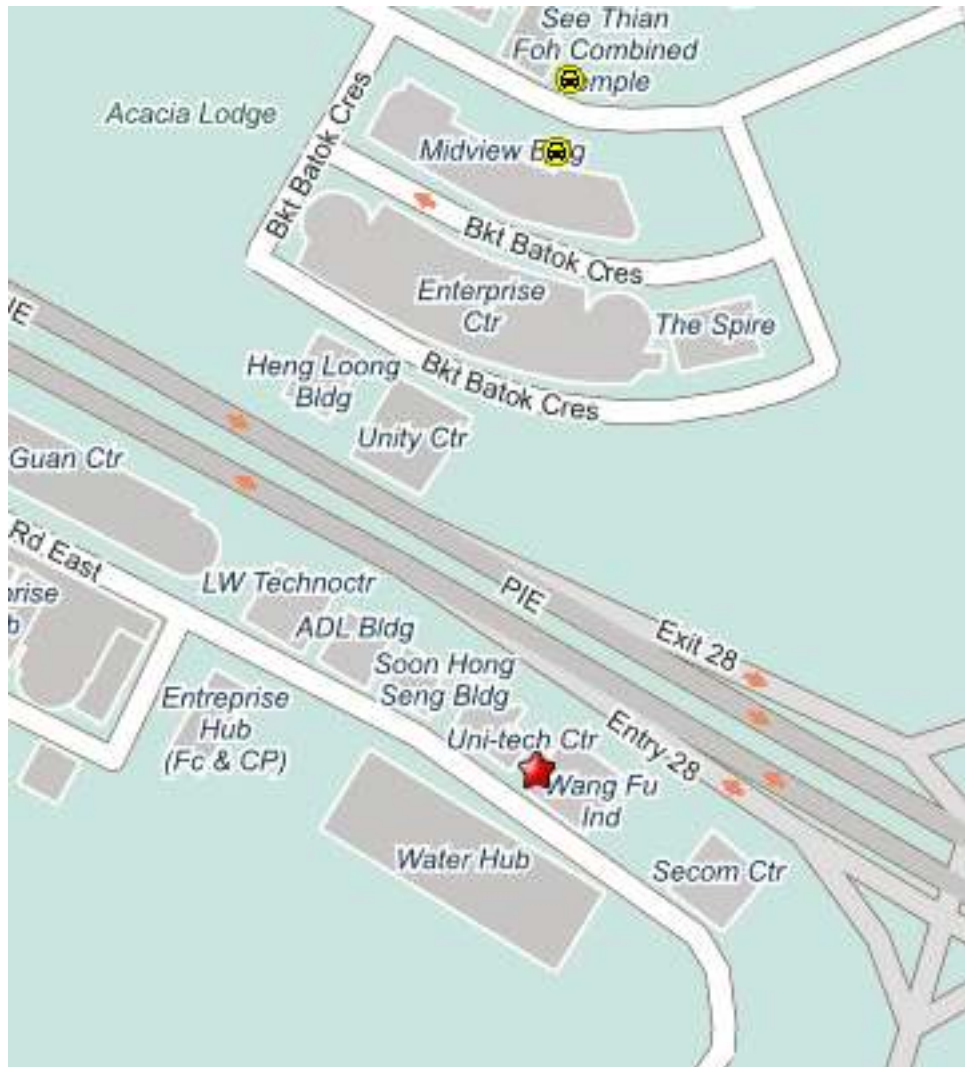 See Thian
Foh Combined
Acacia Lodge
Bkt Batok Cres
Midview
Bkt Batok Cres
Enterprise
Ctr
The Spire
Heng Loong
Bldg
Bkt Batok Cres
Unity Ctr
Guan Ctr
Rd East
LW Technoctr
PIE
ADL Bldg
Exit 28
Soon Hong
Seng Bldg
Entreprise
Hub
(Fc & CP)
Uni-tech Ctr
Entry 28
Wang Fu
Ind
Water Hub
Secom Ctr